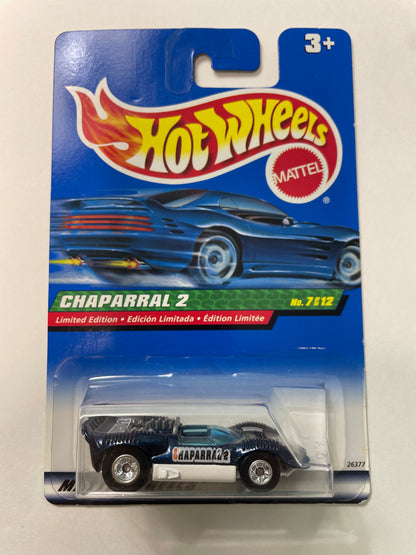 3+
HOT WHEELS
MATTEL
®
CHAPARRAL 2
No. 7 OF 12
Limited Edition • Edición Limitada • Édition Limitée
CHAPARRAL 2
26377